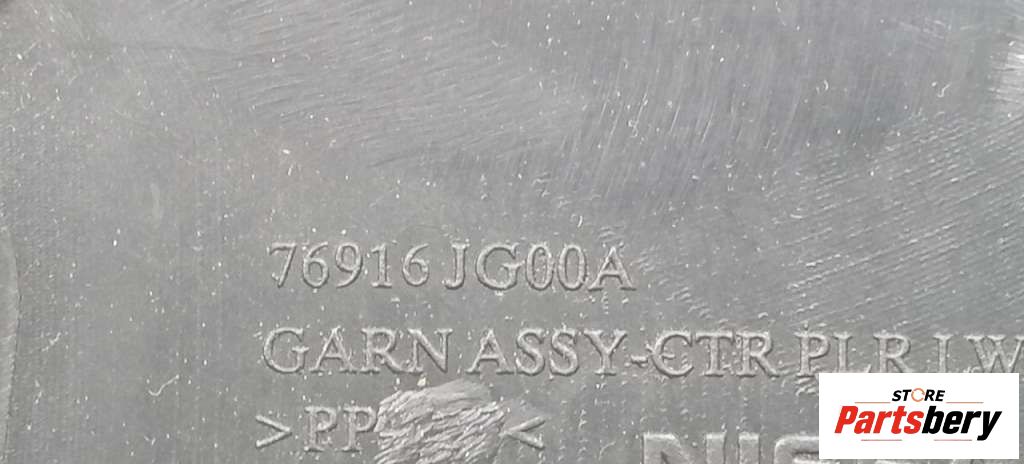 76916 JG00A
GARN ASSY-CTR PLR LW
>PP <
STORE
Partsbery